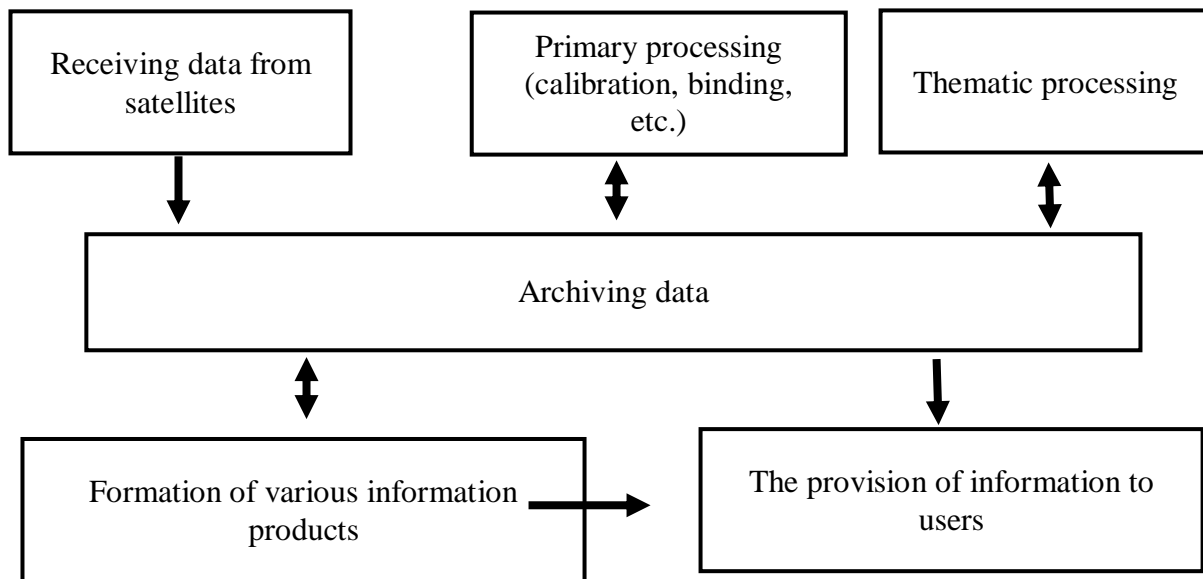 Receiving data from
satellites
Primary processing
(calibration, binding,
etc.)
Thematic processing
Archiving data
Formation of various information
products
The provision of information to
users